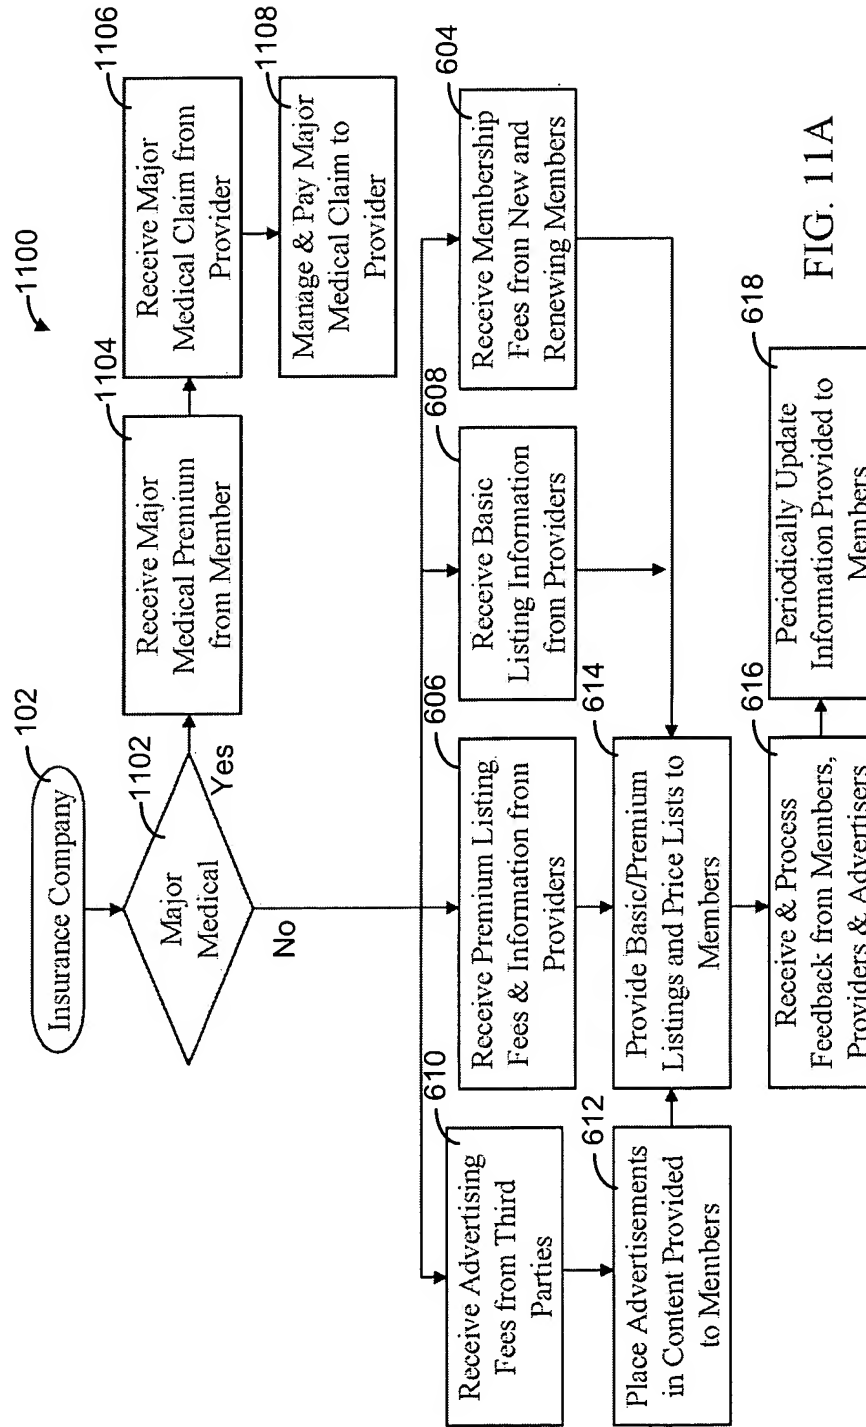 1100
Insurance Company
102
Major
Medical
1102
Yes
No
Receive Major
Medical Premium
from Member
1104
Receive Major
Medical Claim from
Provider
1106
Manage & Pay Major
Medical Claim to
Provider
1108
Receive Advertising
Fees from Third
Parties
610
Receive Premium Listing
Fees & Information from
Providers
606
Receive Basic
Listing Information
from Providers
608
Receive Membership
Fees from New and
Renewing Members
604
Place Advertisements
in Content Provided
to Members
612
Provide Basic/Premium
Listings and Price Lists to
Members
614
Receive & Process
Feedback from Members,
Providers & Advertisers
616
Periodically Update
Information Provided to
Members
618
FIG. 11A